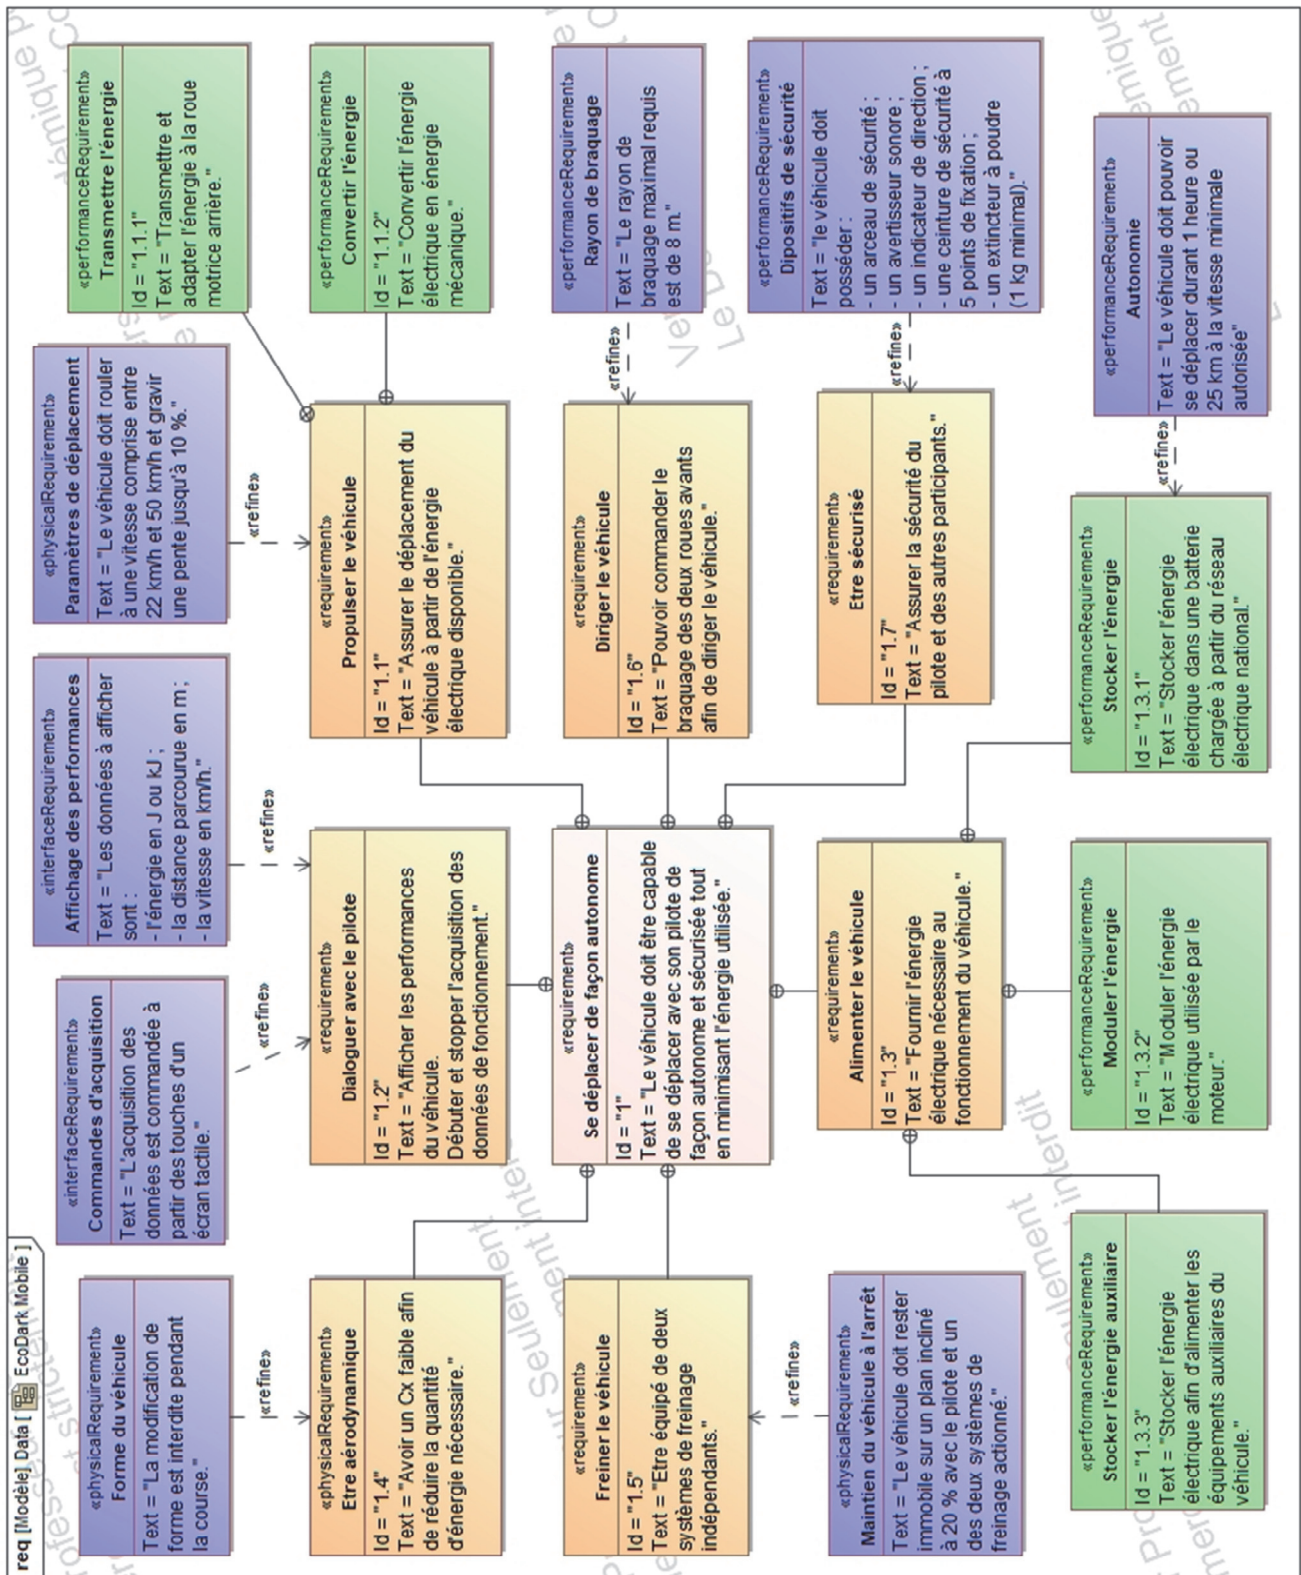 req [Modèle] Data [ EcoDark Mobile ]
«physicalRequirement»
Forme du véhicule
Text = "La modification de
forme est interdite pendant
la course."
«interfaceRequirement»
Commandes d'acquisition
Text = "L'acquisition des
données est commandée à
partir des touches d'un
écran tactile."
«interfaceRequirement»
Affichage des performances
Text = "Les données à afficher
sont :
- l'énergie en J ou kJ ;
- la distance parcourue en m ;
- la vitesse en km/h."
«physicalRequirement»
Paramètres de déplacement
Text = "Le véhicule doit rouler
à une vitesse comprise entre
22 km/h et 50 km/h et gravir
une pente jusqu'à 10 %."
«performanceRequirement»
Transmettre l'énergie
Id = "1.1.1"
Text = "Transmettre et
adapter l'énergie à la roue
motrice arrière."
«refine»
«refine»
«refine»
«refine»
«physicalRequirement»
Etre aérodynamique
Id = "1.4"
Text = "Avoir un Cx faible afin
de réduire la quantité
d'énergie nécessaire."
«requirement»
Dialoguer avec le pilote
Id = "1.2"
Text = "Afficher les performances
du véhicule.
Débuter et stopper l'acquisition des
données de fonctionnement."
«requirement»
Propulser le véhicule
Id = "1.1"
Text = "Assurer le déplacement du
véhicule à partir de l'énergie
électrique disponible."
«performanceRequirement»
Convertir l'énergie
Id = "1.1.2"
Text = "Convertir l'énergie
électrique en énergie
mécanique."
«requirement»
Freiner le véhicule
Id = "1.5"
Text = "Etre équipé de deux
systèmes de freinage
indépendants."
«requirement»
Se déplacer de façon autonome
Id = "1"
Text = "Le véhicule doit être capable
de se déplacer avec son pilote de
façon autonome et sécurisée tout
en minimisant l'énergie utilisée."
«requirement»
Diriger le véhicule
Id = "1.6"
Text = "Pouvoir commander le
braquage des deux roues avants
afin de diriger le véhicule."
«refine»
«performanceRequirement»
Rayon de braquage
Text = "Le rayon de
braquage maximal requis
est de 8 m."
«refine»
«physicalRequirement»
Maintien du véhicule à l'arrêt
Text = "Le véhicule doit rester
immobile sur un plan incliné
à 20 % avec le pilote et un
des deux systèmes de
freinage actionné."
«requirement»
Alimenter le véhicule
Id = "1.3"
Text = "Fournir l'énergie
électrique nécessaire au
fonctionnement du véhicule."
«requirement»
Etre sécurisé
Id = "1.7"
Text = "Assurer la sécurité du
pilote et des autres participants."
«refine»
«performanceRequirement»
Dipositifs de sécurité
Text = "le véhicule doit
posséder :
- un arceau de sécurité ;
- un avertisseur sonore ;
- un indicateur de direction ;
- une ceinture de sécurité à
5 points de fixation ;
- un extincteur à poudre
(1 kg minimal)."
«performanceRequirement»
Stocker l'énergie auxiliaire
Id = "1.3.3"
Text = "Stocker l'énergie
électrique afin d'alimenter les
équipements auxiliaires du
véhicule."
«performanceRequirement»
Moduler l'énergie
Id = "1.3.2"
Text = "Moduler l'énergie
électrique utilisée par le
moteur."
«performanceRequirement»
Stocker l'énergie
Id = "1.3.1"
Text = "Stocker l'énergie
électrique dans une batterie
chargée à partir du réseau
électrique national."
«refine»
«performanceRequirement»
Autonomie
Text = "Le véhicule doit pouvoir
se déplacer durant 1 heure ou
25 km à la vitesse minimale
autorisée"